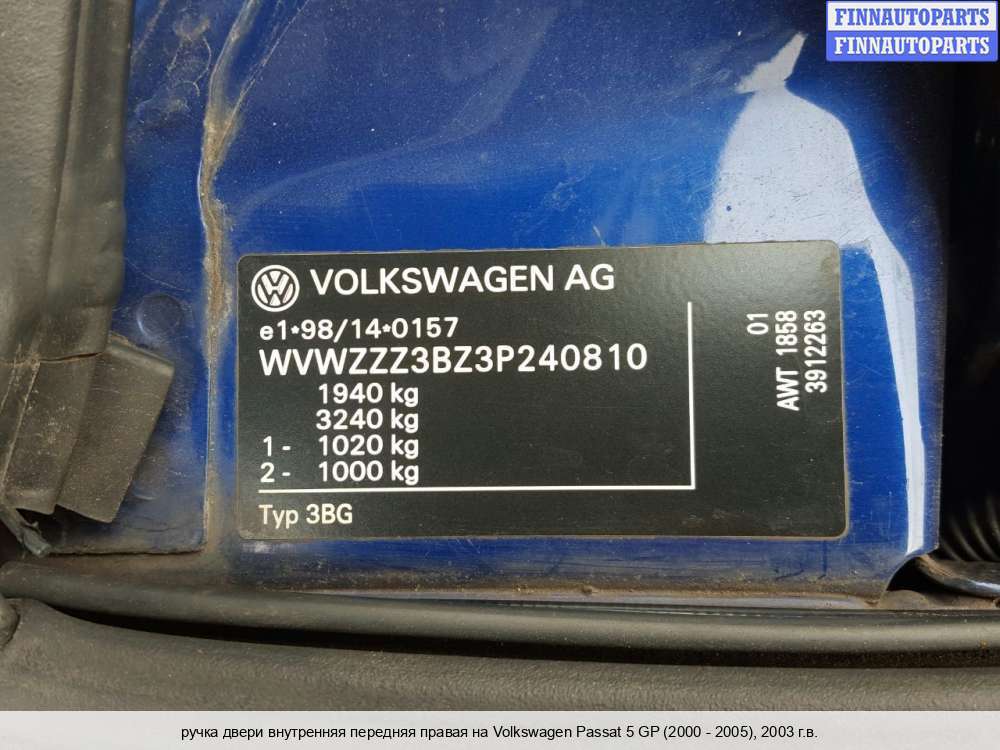 FINNAUTOPARTS
FINNAUTOPARTS
VOLKSWAGEN AG
e1*98/14*0157
WVWZZZ3BZ3P240810
1940 kg
3240 kg
1 - 1020 kg
2 - 1000 kg
Typ 3BG
01
AWT 1858
3912263
ручка двери внутренняя передняя правая на Volkswagen Passat 5 GP (2000 - 2005), 2003 г.в.